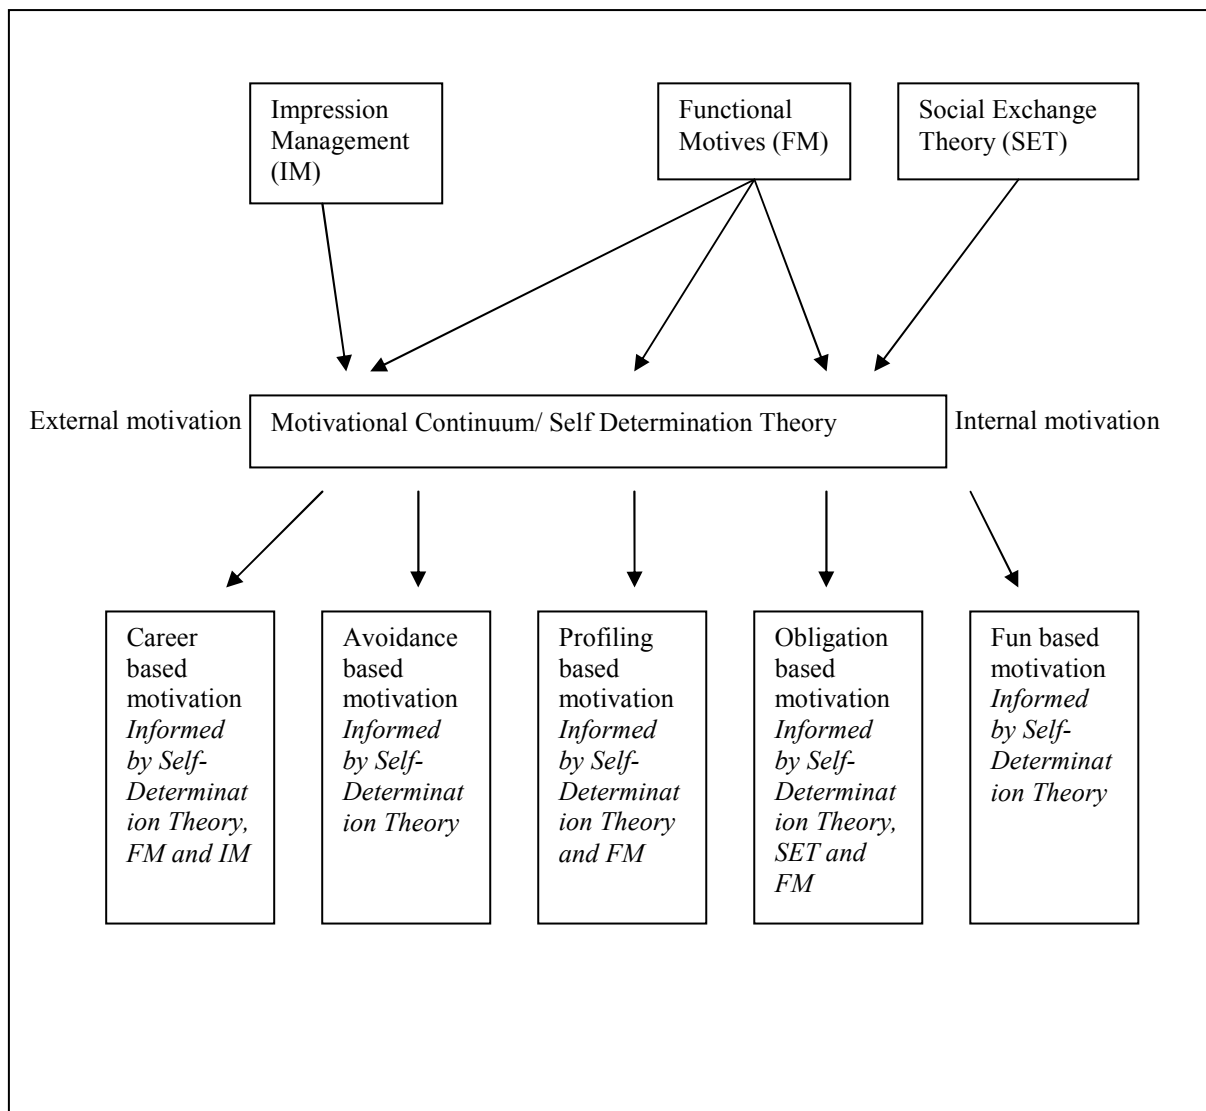 Impression
Management
(IM)
Functional
Motives (FM)
Social Exchange
Theory (SET)
External motivation
Motivational Continuum/ Self Determination Theory
Internal motivation
Career
based
motivation
Informed
by Self-
Determinat
ion Theory,
FM and IM
Avoidance
based
motivation
Informed
by Self-
Determinat
ion Theory
Profiling
based
motivation
Informed
by Self-
Determinat
ion Theory
and FM
Obligation
based
motivation
Informed
by Self-
Determinat
ion Theory,
SET and
FM
Fun based
motivation
Informed
by Self-
Determinat
ion Theory